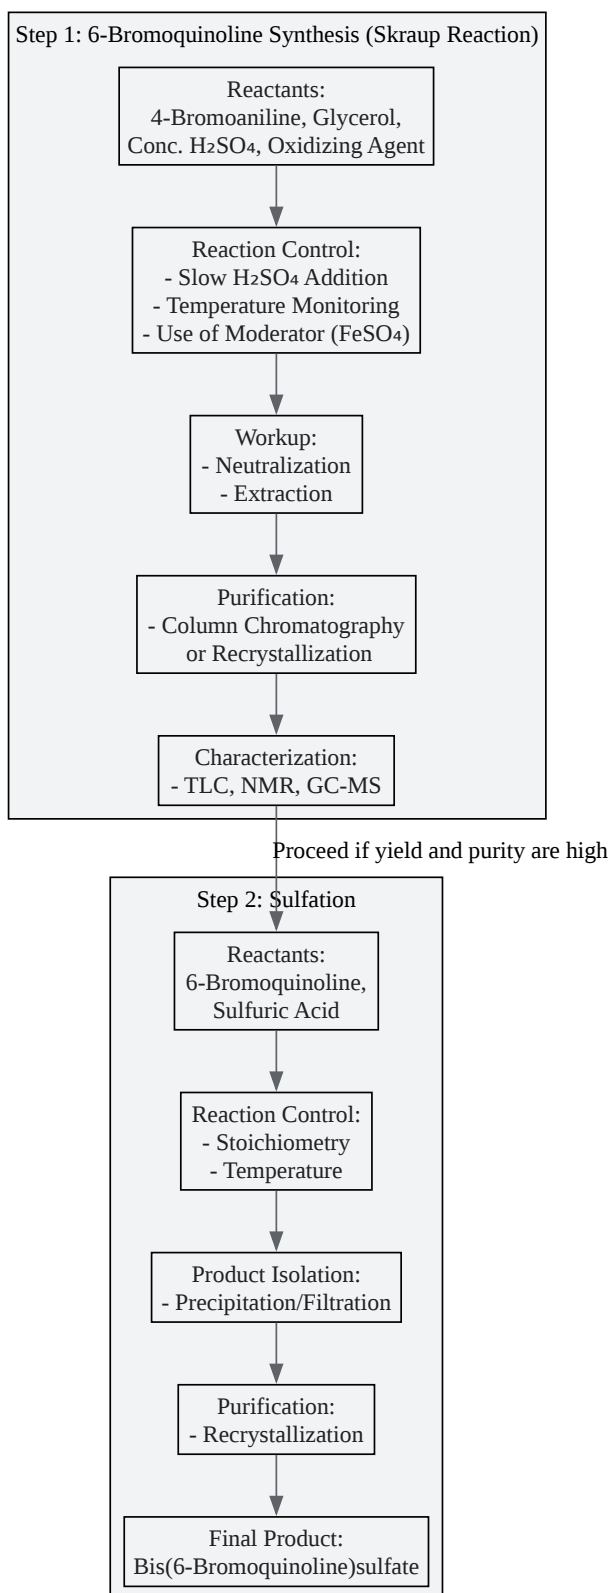 Step 1: 6-Bromoquinoline Synthesis (Skraup Reaction)
Reactants:
4-Bromoaniline, Glycerol,
Conc. H₂SO₄, Oxidizing Agent
Reaction Control:
- Slow H₂SO₄ Addition
- Temperature Monitoring
- Use of Moderator (FeSO₄)
Workup:
- Neutralization
- Extraction
Purification:
- Column Chromatography
or Recrystallization
Characterization:
- TLC, NMR, GC-MS
Proceed if yield and purity are high
Step 2: Sulfation
Reactants:
6-Bromoquinoline,
Sulfuric Acid
Reaction Control:
- Stoichiometry
- Temperature
Product Isolation:
- Precipitation/Filtration
Purification:
- Recrystallization
Final Product:
Bis(6-Bromoquinoline)sulfate